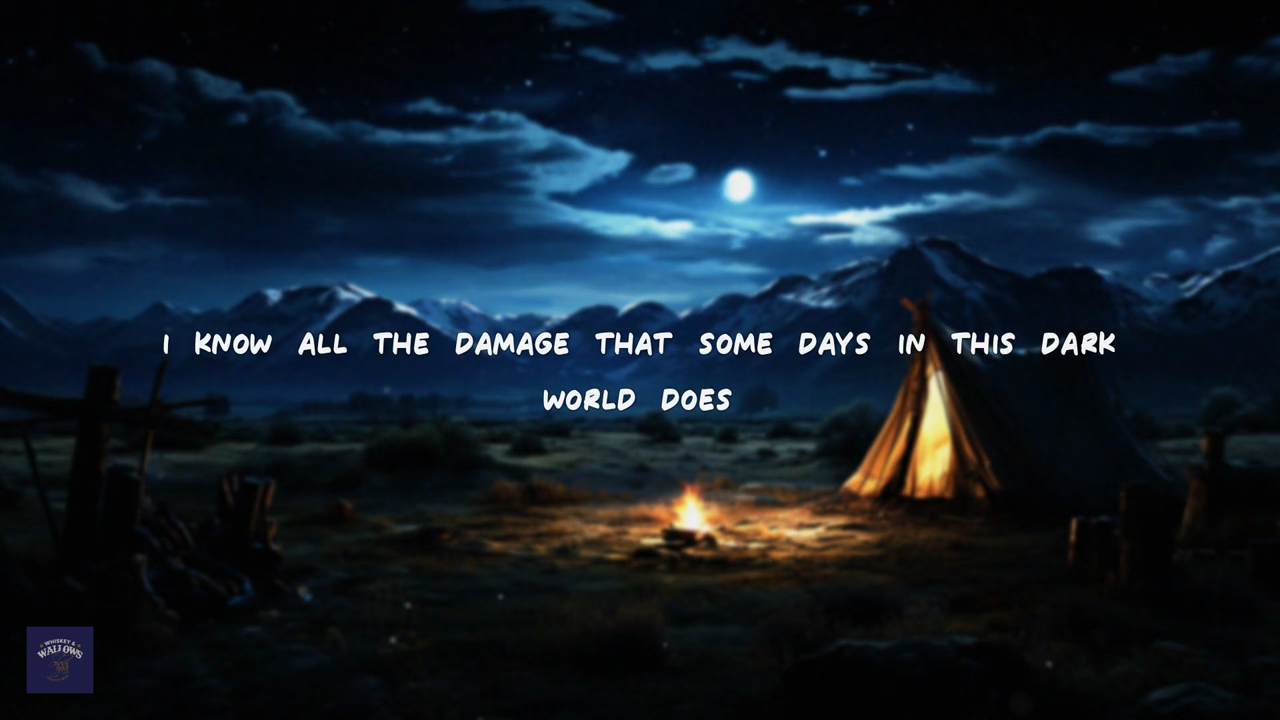 I KNOW ALL THE DAMAGE THAT SOME DAYS IN THIS DARK
WORLD DOES
WHISKEY &
WALLOWS